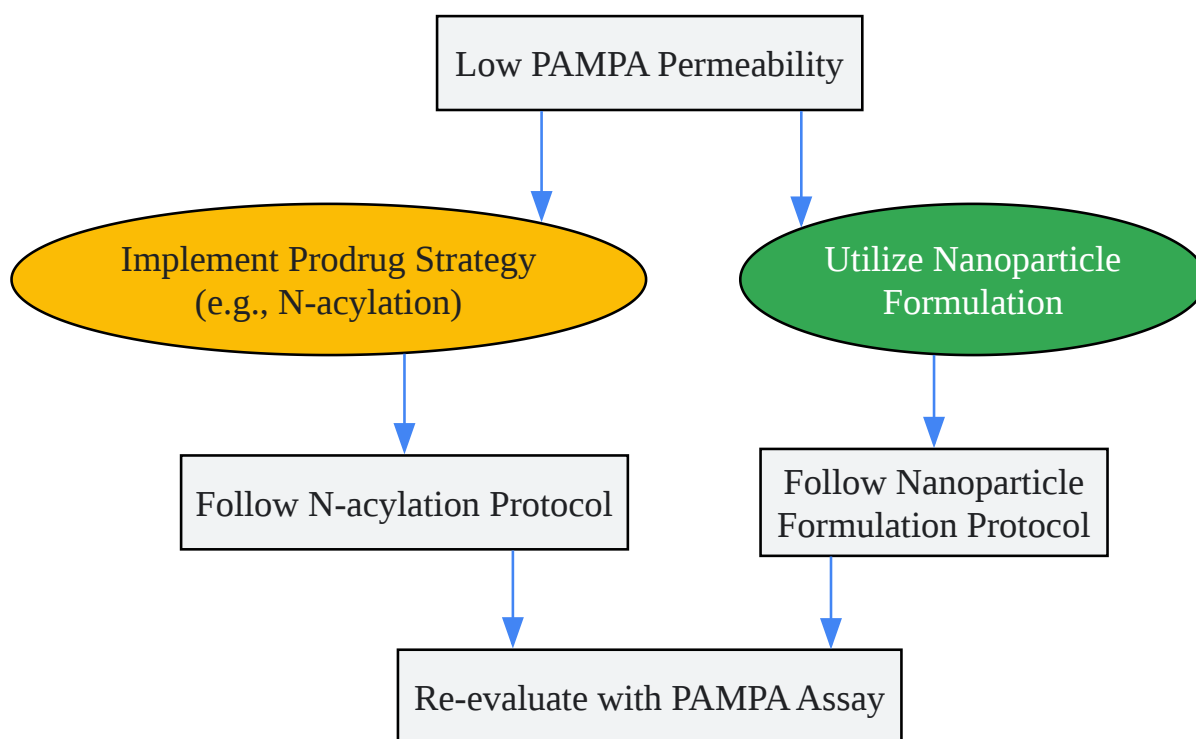 Low PAMPA Permeability
Implement Prodrug Strategy
(e.g., N-acylation)
Utilize Nanoparticle
Formulation
Follow N-acylation Protocol
Follow Nanoparticle
Formulation Protocol
Re-evaluate with PAMPA Assay